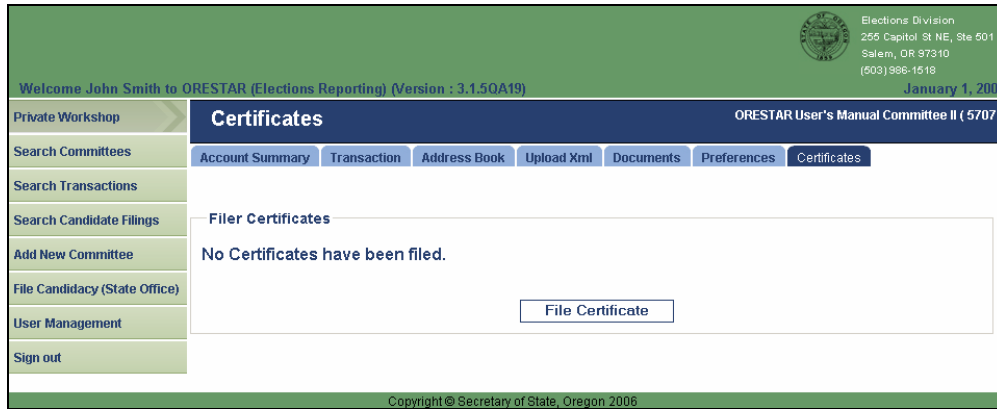 Elections Division
255 Capitol St NE, Ste 501
Salem, OR 97310
(503) 986-1518
Welcome John Smith to ORESTAR (Elections Reporting) (Version : 3.1.5QA19)
January 1, 200
Private Workshop
Search Committees
Search Transactions
Search Candidate Filings
Add New Committee
File Candidacy (State Office)
User Management
Sign out
Certificates
ORESTAR User's Manual Committee II ( 5707
Account Summary Transaction Address Book Upload Xml Documents Preferences Certificates
Filer Certificates
No Certificates have been filed.
File Certificate
Copyright © Secretary of State, Oregon 2006